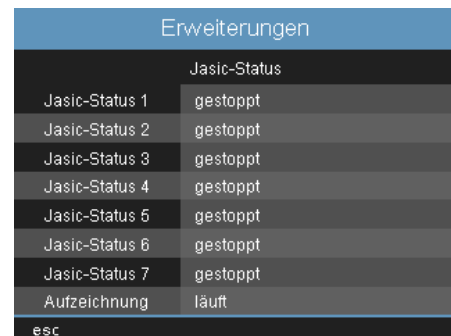 Erweiterungen
Jasic-Status
Jasic-Status 1 gestoppt
Jasic-Status 2 gestoppt
Jasic-Status 3 gestoppt
Jasic-Status 4 gestoppt
Jasic-Status 5 gestoppt
Jasic-Status 6 gestoppt
Jasic-Status 7 gestoppt
Aufzeichnung läuft
esc